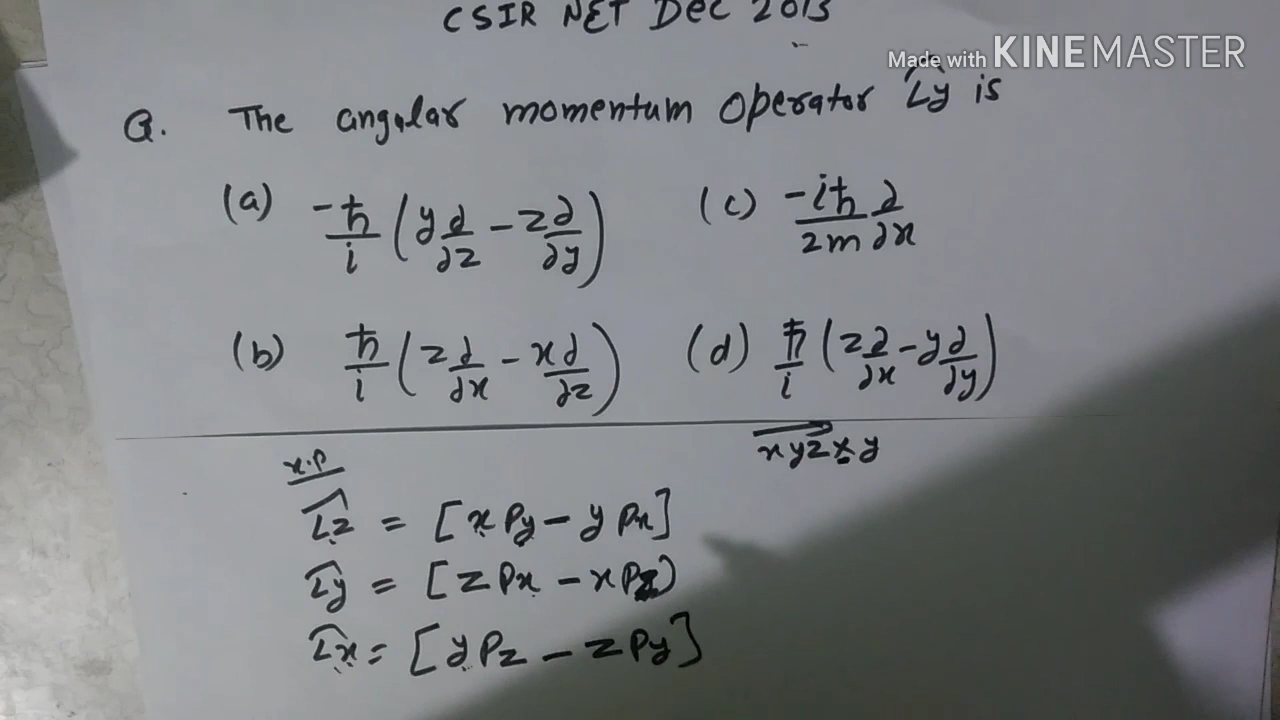 CSIR NET Dec 2013
Made with KINEMASTER
Q. The angular momentum operator L̂y is
(a) -ħ/i (y ∂/∂z - z ∂/∂y) (c) -iħ/2m ∂/∂x
(b) ħ/i (z ∂/∂x - x ∂/∂z) (d) ħ/i (z ∂/∂x - y ∂/∂y)
x y z x y
x·p
L̂z = [x Py - y Px]
L̂y = [z Px - x Pz)
L̂x = [y Pz - z Py]